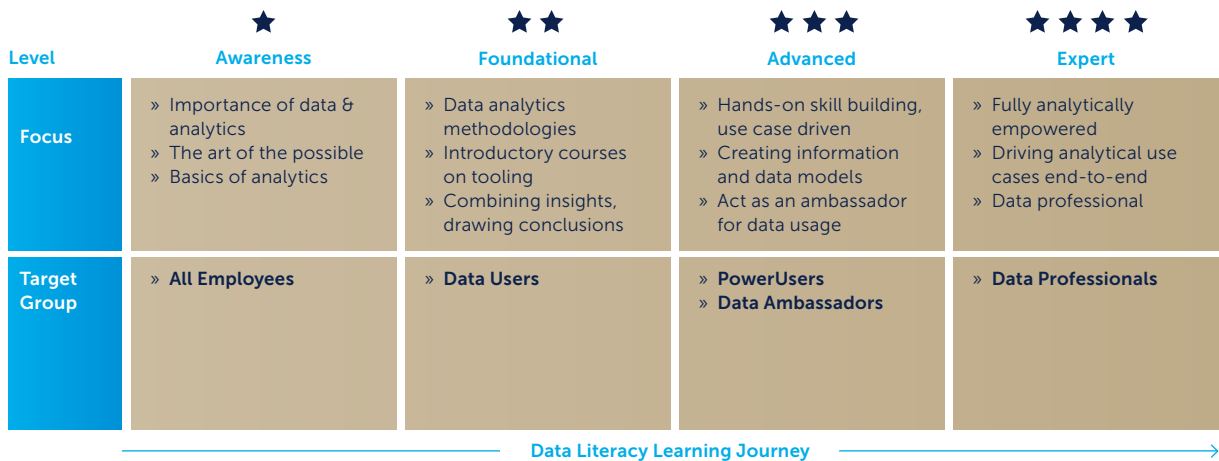 Level
Awareness
Foundational
Advanced
Expert
Focus
» Importance of data &
analytics
» The art of the possible
» Basics of analytics
» Data analytics
methodologies
» Introductory courses
on tooling
» Combining insights,
drawing conclusions
» Hands-on skill building,
use case driven
» Creating information
and data models
» Act as an ambassador
for data usage
» Fully analytically
empowered
» Driving analytical use
cases end-to-end
» Data professional
Target
Group
» All Employees
» Data Users
» PowerUsers
» Data Ambassadors
» Data Professionals
Data Literacy Learning Journey